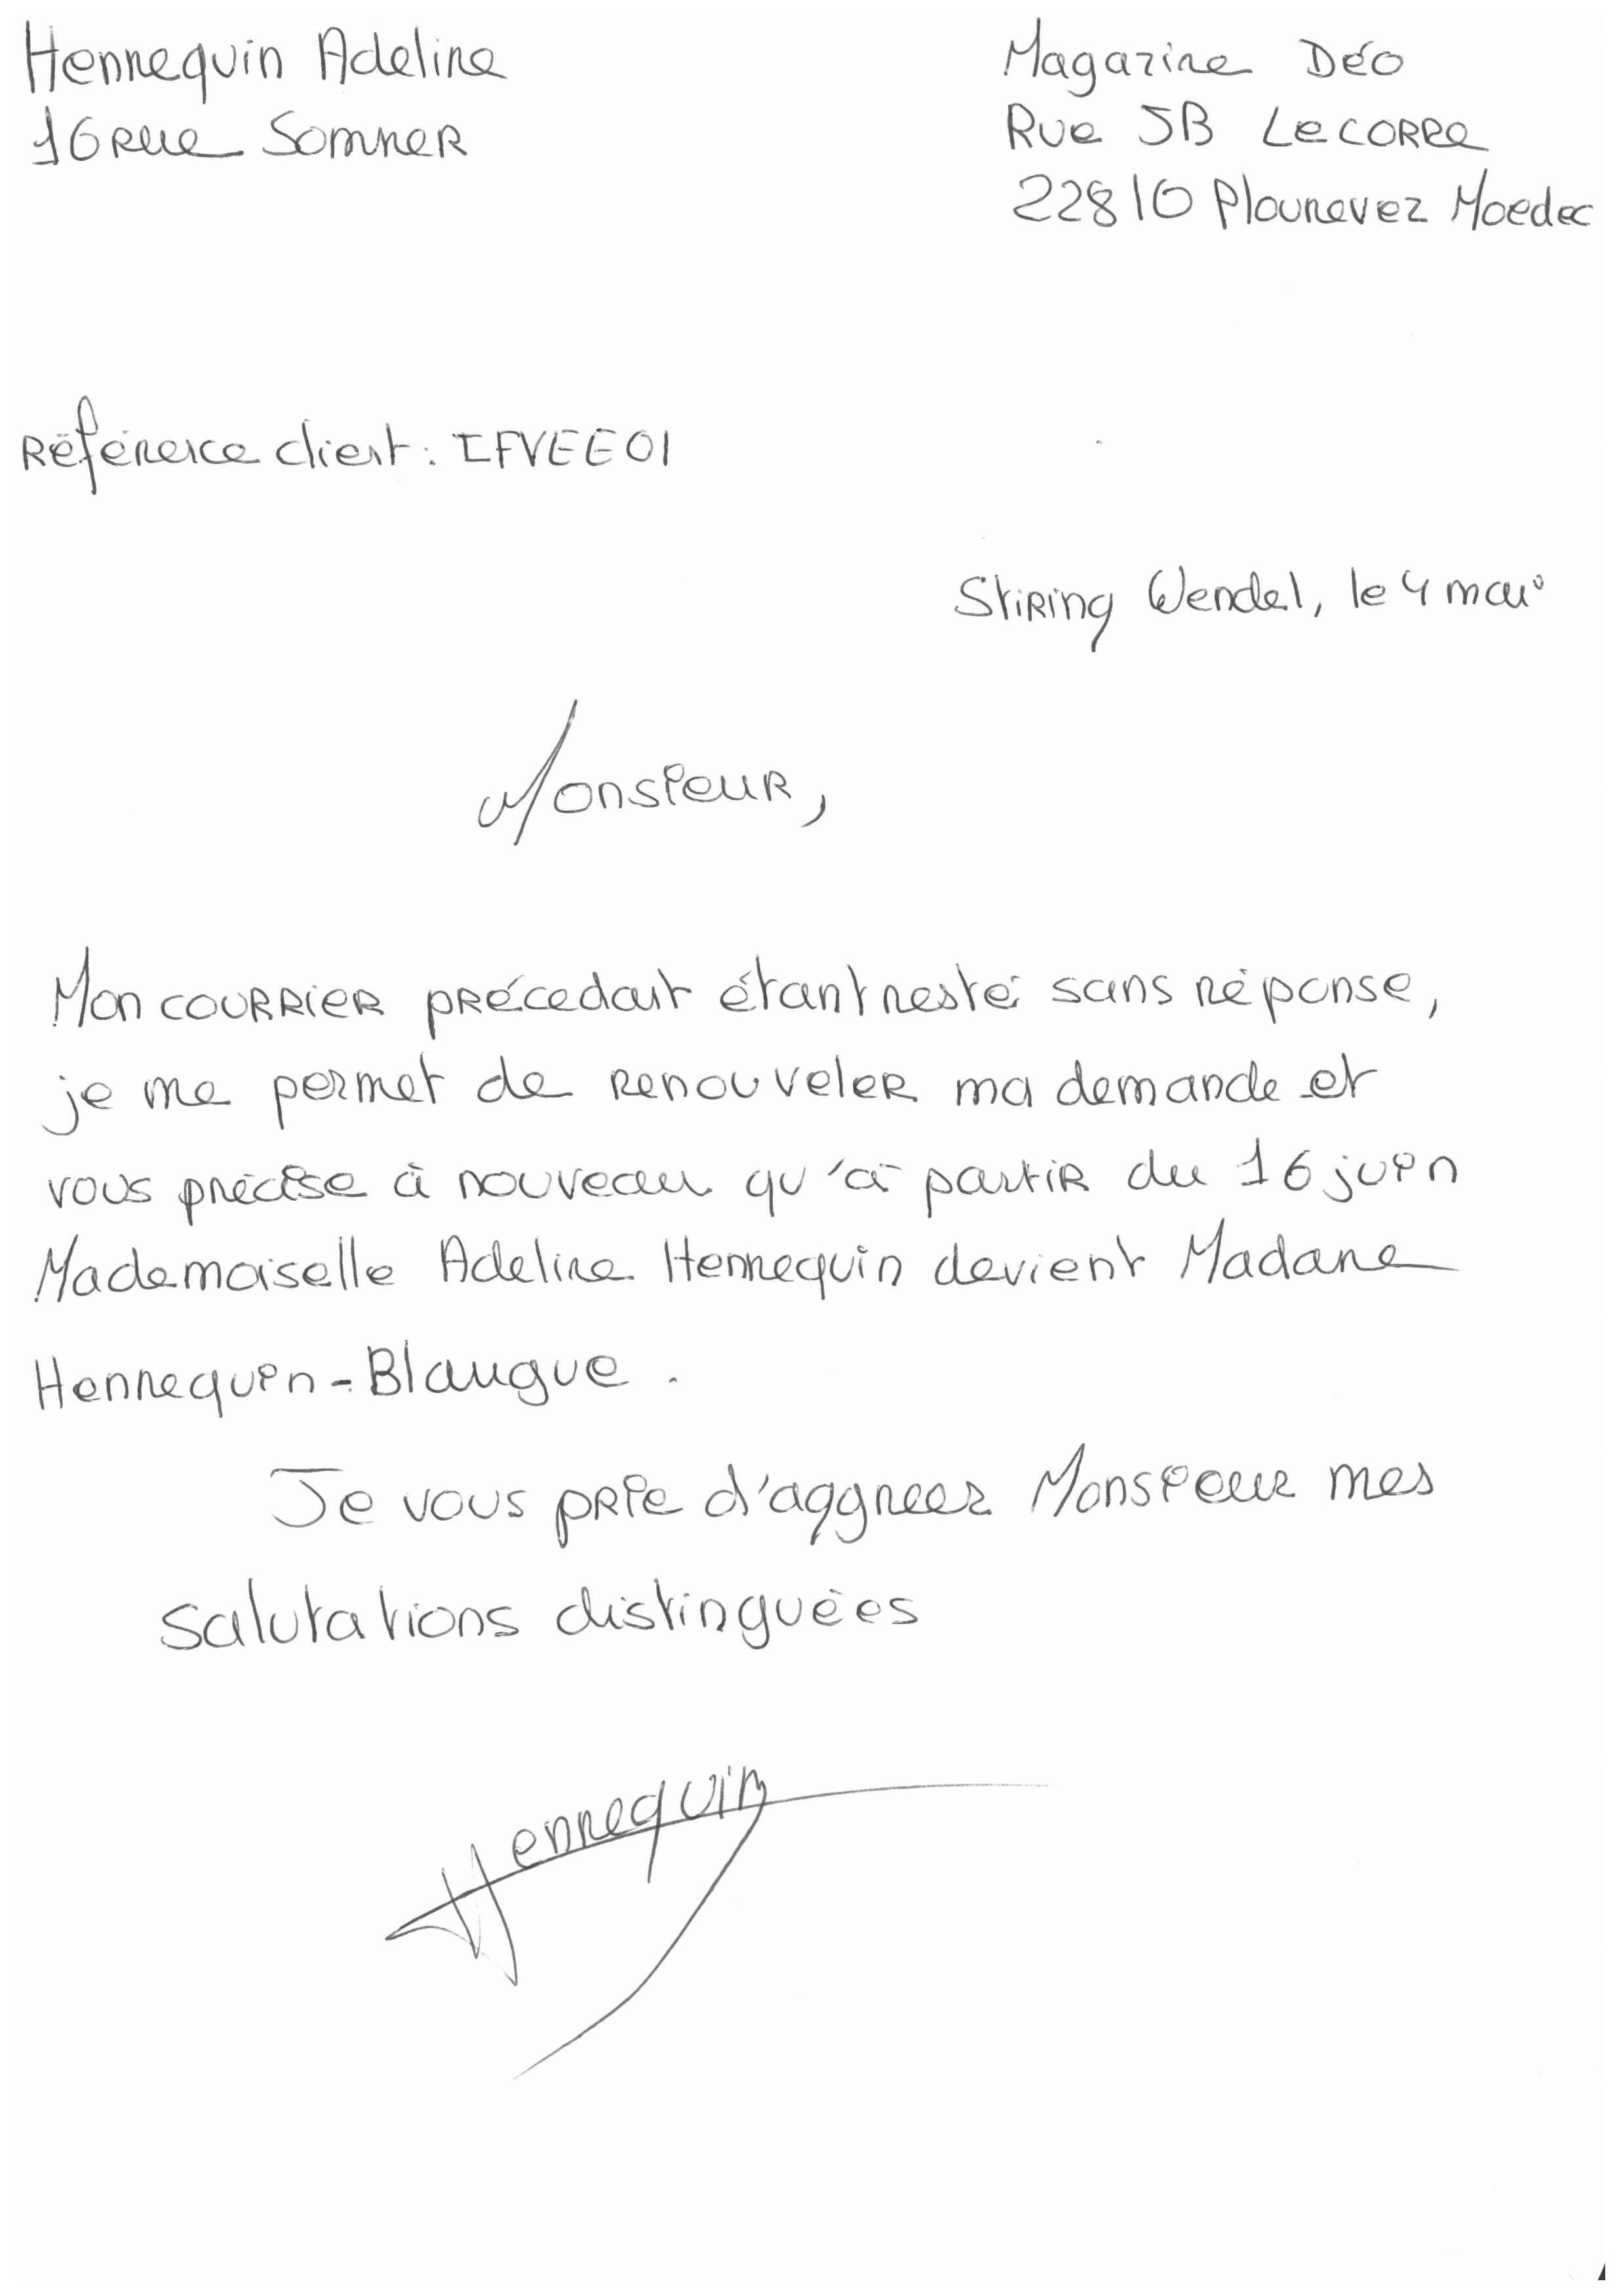 Hennequin Adeline
16 rue Sommer
Magazine Déo
Rue JB Lecorre
22810 Plounevez Moedec
Référence client : IFVEE01
Stiring Wendel, le 4 mai
Monsieur,
Mon courrier précedant étant resté sans réponse,
je me permet de renouveler ma demande et
vous précise à nouveau qu'à partir du 16 juin
Mademoiselle Adeline Hennequin devient Madame
Hennequin-Blaugue.
Je vous prie d'aggreer Monsieur mes
salutations distinguées
Hennequin